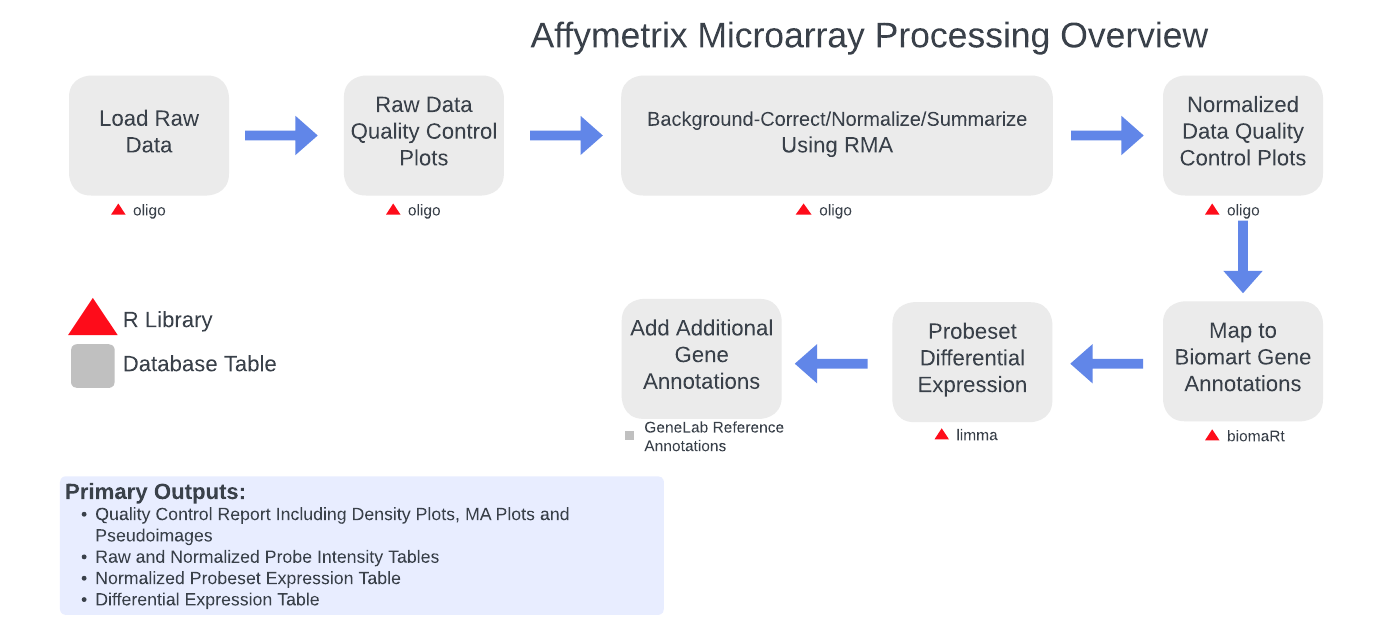 Affymetrix Microarray Processing Overview
Load Raw
Data
oligo
Raw Data
Quality Control
Plots
oligo
Background-Correct/Normalize/Summarize
Using RMA
oligo
Normalized
Data Quality
Control Plots
oligo
R Library
Database Table
Map to
Biomart Gene
Annotations
biomaRt
Probeset
Differential
Expression
limma
Add Additional
Gene
Annotations
GeneLab Reference
Annotations
Primary Outputs:
• Quality Control Report Including Density Plots, MA Plots and
Pseudoimages
• Raw and Normalized Probe Intensity Tables
• Normalized Probeset Expression Table
• Differential Expression Table